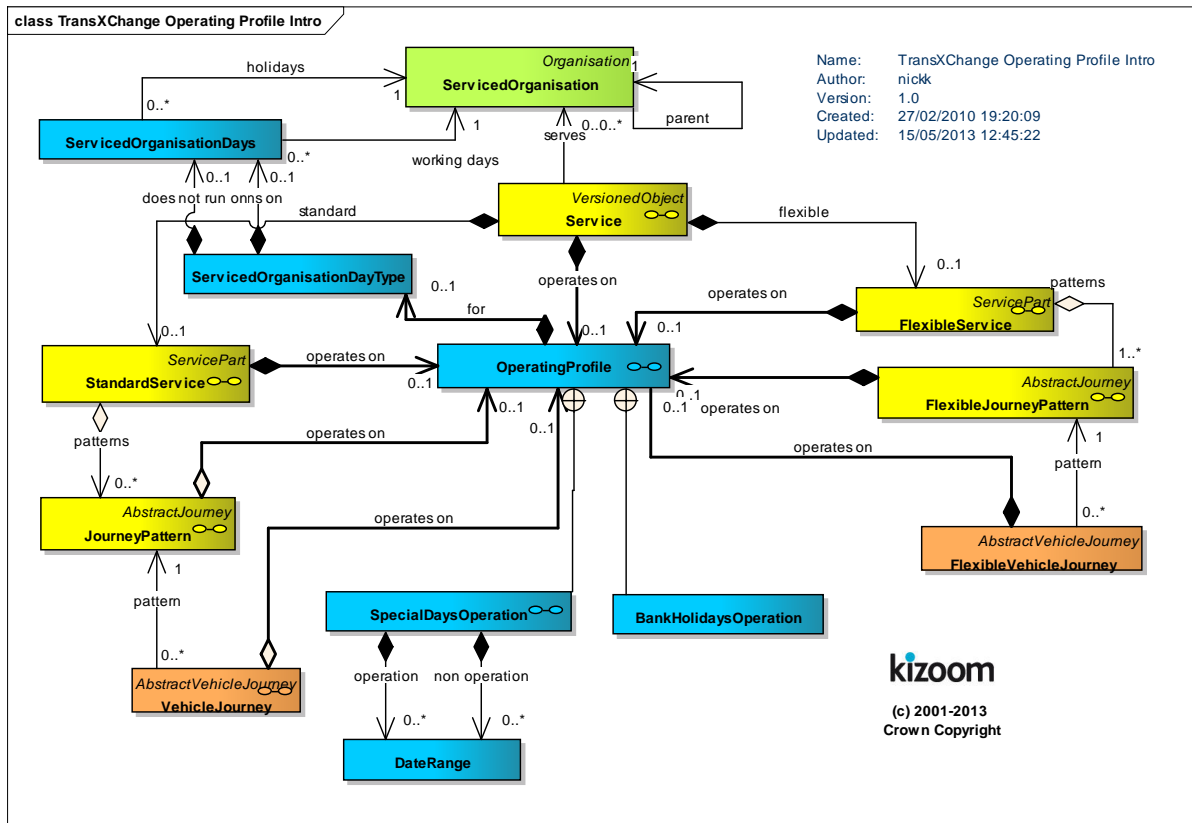 class TransXChange Operating Profile Intro
Name: TransXChange Operating Profile Intro
Author: nickk
Version: 1.0
Created: 27/02/2010 19:20:09
Updated: 15/05/2013 12:45:22
Organisation
ServicedOrganisation
holidays
0..*
1
1
parent
1
0..0..*
serves
working days
ServicedOrganisationDays
0..*
0..1
0..1
does not run onns on
standard
VersionedObject
Service
flexible
0..1
ServicedOrganisationDayType
0..1
for
operates on
0..1
operates on
0..1
ServicePart
FlexibleService
patterns
1..*
0..1
ServicePart
StandardService
operates on
0..1
OperatingProfile
0..1
0..1
operates on
AbstractJourney
FlexibleJourneyPattern
patterns
0..*
operates on
0..1
0..1
operates on
1
pattern
0..*
AbstractJourney
JourneyPattern
operates on
AbstractVehicleJourney
FlexibleVehicleJourney
1
pattern
0..*
AbstractVehicleJourney
VehicleJourney
SpecialDaysOperation
BankHolidaysOperation
operation
non operation
0..*
0..*
DateRange
kizoom
(c) 2001-2013
Crown Copyright